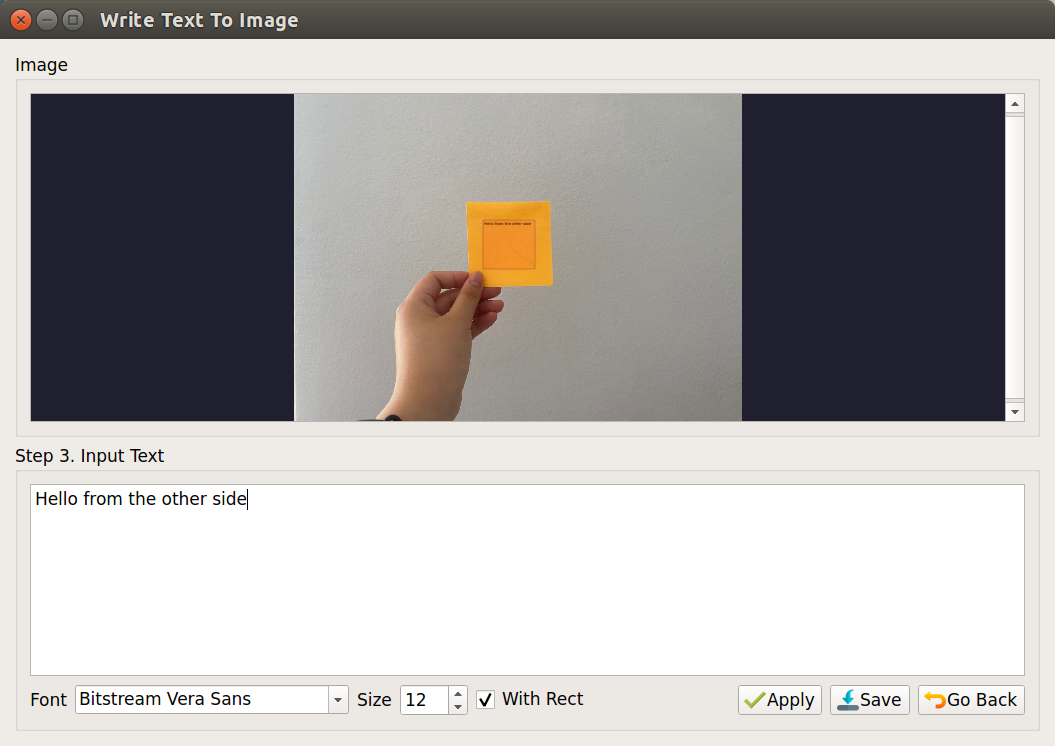 Write Text To Image
Image
Hello from the other side
Step 3. Input Text
Hello from the other side
Font Bitstream Vera Sans Size 12 With Rect Apply Save Go Back